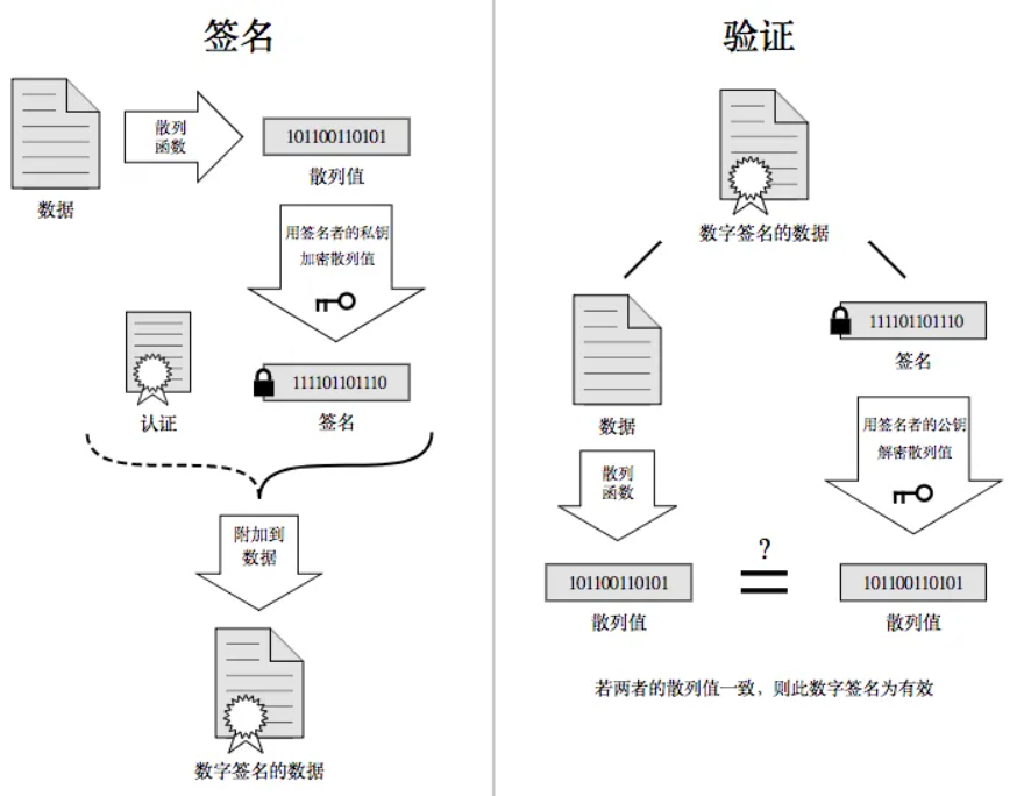 签名
散列
函数
101100110101
散列值
数据
用签名者的私钥
加密散列值
111101101110
认证
签名
附加到
数据
数字签名的数据
验证
数字签名的数据
数据
111101101110
签名
散列
函数
用签名者的公钥
解密散列值
101100110101
散列值
?
101100110101
散列值
若两者的散列值一致，则此数字签名为有效